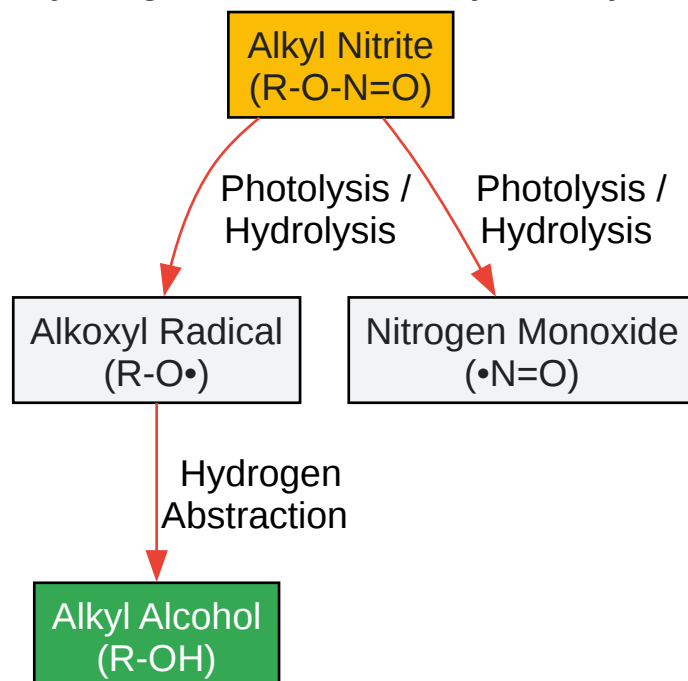 Alkyl Nitrite
(R-O-N=O)
Photolysis /
Hydrolysis
Photolysis /
Hydrolysis
Alkoxyl Radical
(R-O•)
Nitrogen Monoxide
(•N=O)
Hydrogen
Abstraction
Alkyl Alcohol
(R-OH)